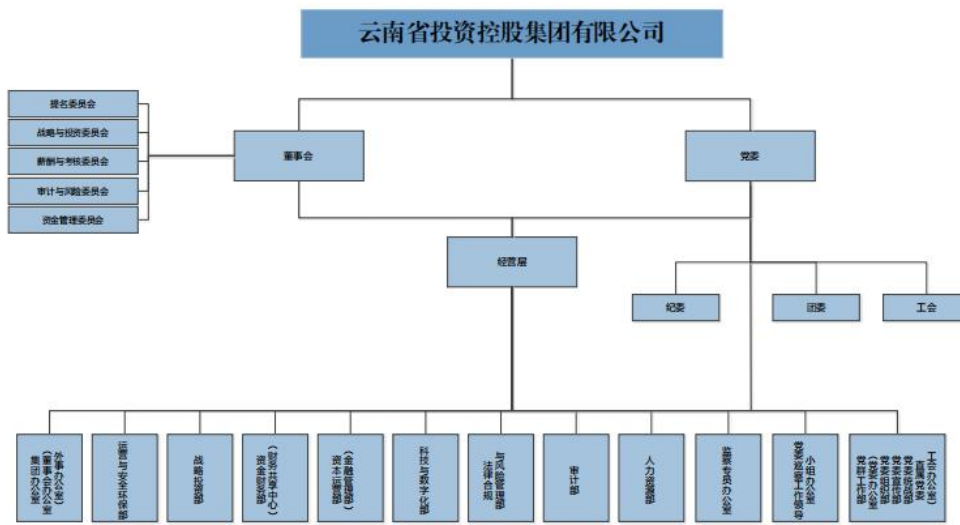 云南省投资控股集团有限公司
提名委员会
战略与投资委员会
薪酬与考核委员会
审计与风险委员会
资金管理委员会
董事会
党委
经营层
纪委
团委
工会
集团办公室
（董事会办公室
外事办公室）
运营与安全环保部
战略投资部
资金财务部
（财务共享中心）
资本运营部
（金融管理部）
科技与数字化部
法律合规
与风险管理部
审计部
人力资源部
监察专员办公室
党委巡察工作领导
小组办公室
党群工作部
（党委办公室
党委组织部
党委宣传部
党委统战部
直属党委
工会办公室）